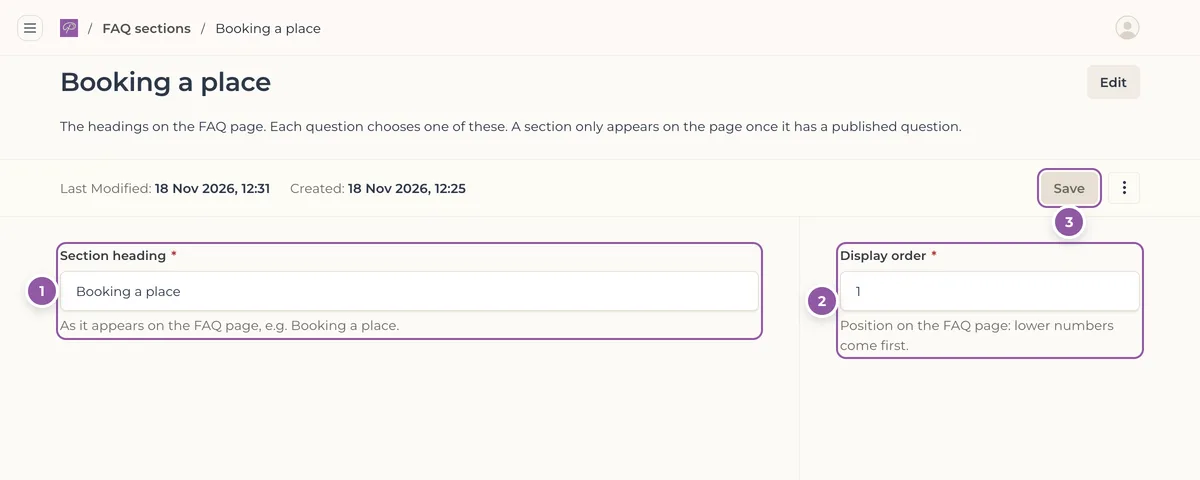 / FAQ sections / Booking a place
Booking a place
Edit
The headings on the FAQ page. Each question chooses one of these. A section only appears on the page once it has a published question.
Last Modified: 18 Nov 2026, 12:31 Created: 18 Nov 2026, 12:25
Save
3
Section heading *
1
Booking a place
As it appears on the FAQ page, e.g. Booking a place.
Display order *
2
1
Position on the FAQ page: lower numbers
come first.